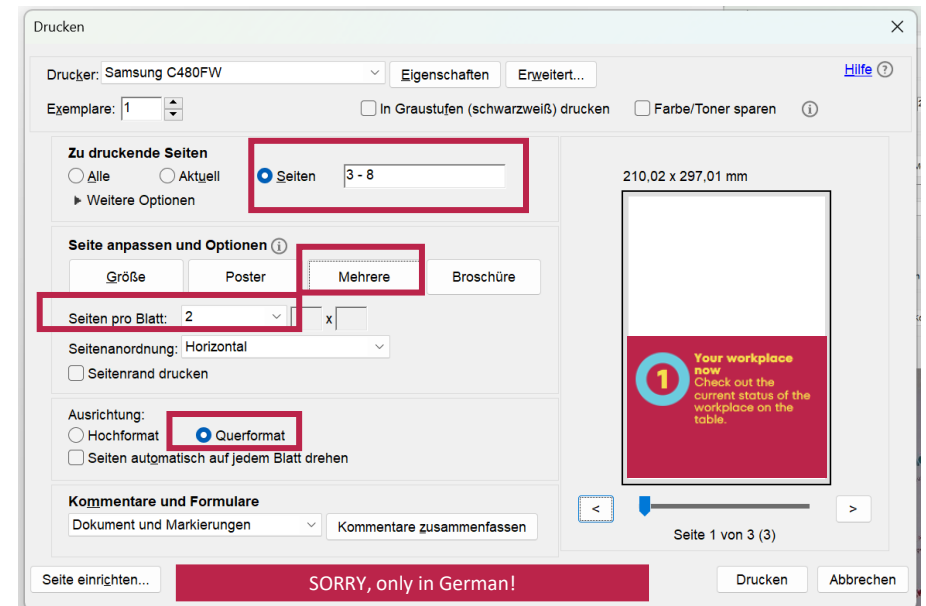 Drucken
Drucker: Samsung C480FW Eigenschaften Erweitert... Hilfe ?
Exemplare: 1 In Graustufen (schwarzweiß) drucken Farbe/Toner sparen i
Zu druckende Seiten
Alle Aktuell Seiten 3 - 8
Weitere Optionen
Seite anpassen und Optionen i
Größe Poster Mehrere Broschüre
Seiten pro Blatt: 2 x
Seitenanordnung: Horizontal
Seitenrand drucken
Ausrichtung:
Hochformat Querformat
Seiten automatisch auf jedem Blatt drehen
Kommentare und Formulare
Dokument und Markierungen Kommentare zusammenfassen
210,02 x 297,01 mm
1
Your workplace
now
Check out the
current status of the
workplace on the
table.
< >
Seite 1 von 3 (3)
Seite einrichten... SORRY, only in German! Drucken Abbrechen